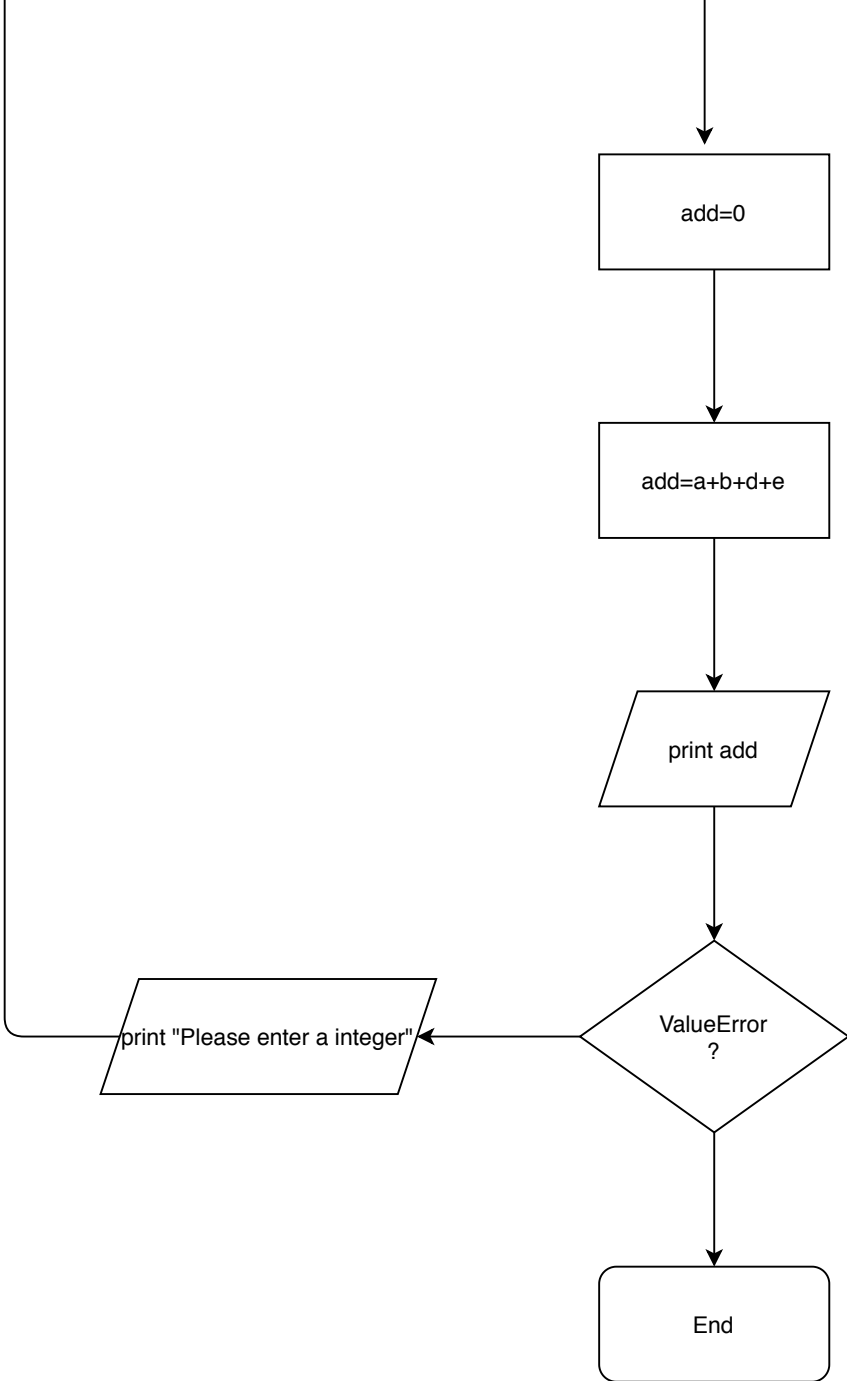 add=0
add=a+b+d+e
print add
print "Please enter a integer"
ValueError
?
End